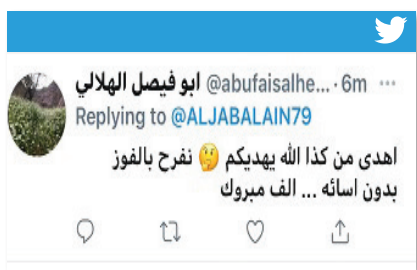 ابو فيصل الهلالي @abufaisalhe... · 6m
Replying to @ALJABALAIN79
اهدى من كذا الله يهديكم 🤔 نفرح بالفوز
بدون اسائه ... الف مبروك